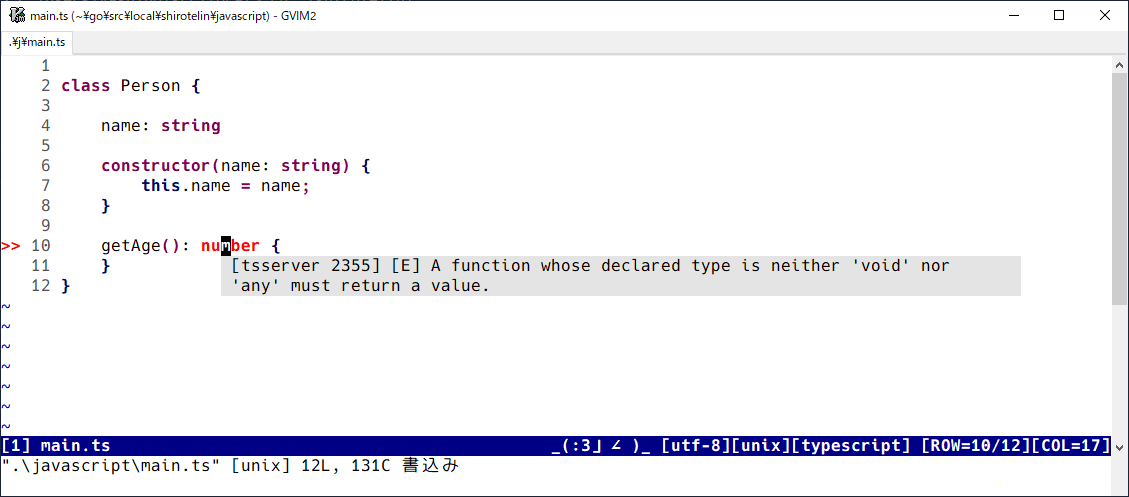 main.ts (~¥go¥src¥local¥shirotelin¥javascript) - GVIM2
.¥j¥main.ts
1
2 class Person {
3
4     name: string
5
6     constructor(name: string) {
7         this.name = name;
8     }
9
>> 10     getAge(): number {
11     }
[tsserver 2355] [E] A function whose declared type is neither 'void' nor
12 }
'any' must return a value.
~
~
~
~
~
~
~
[1] main.ts _(:3」∠ )_ [utf-8][unix][typescript] [ROW=10/12][COL=17]
".\javascript\main.ts" [unix] 12L, 131C 書込み